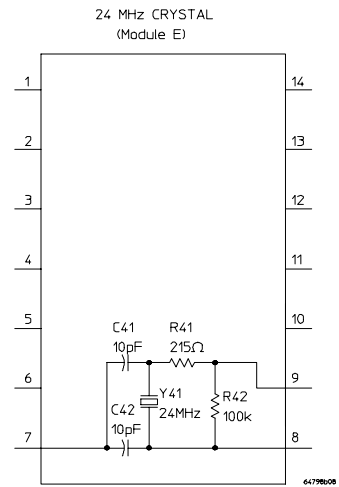 24 MHz CRYSTAL
(Module E)
1
14
2
13
3
12
4
11
5
10
C41
10pF
R41
215Ω
6
9
Y41
24MHz
R42
100k
C42
10pF
7
8
64798b08